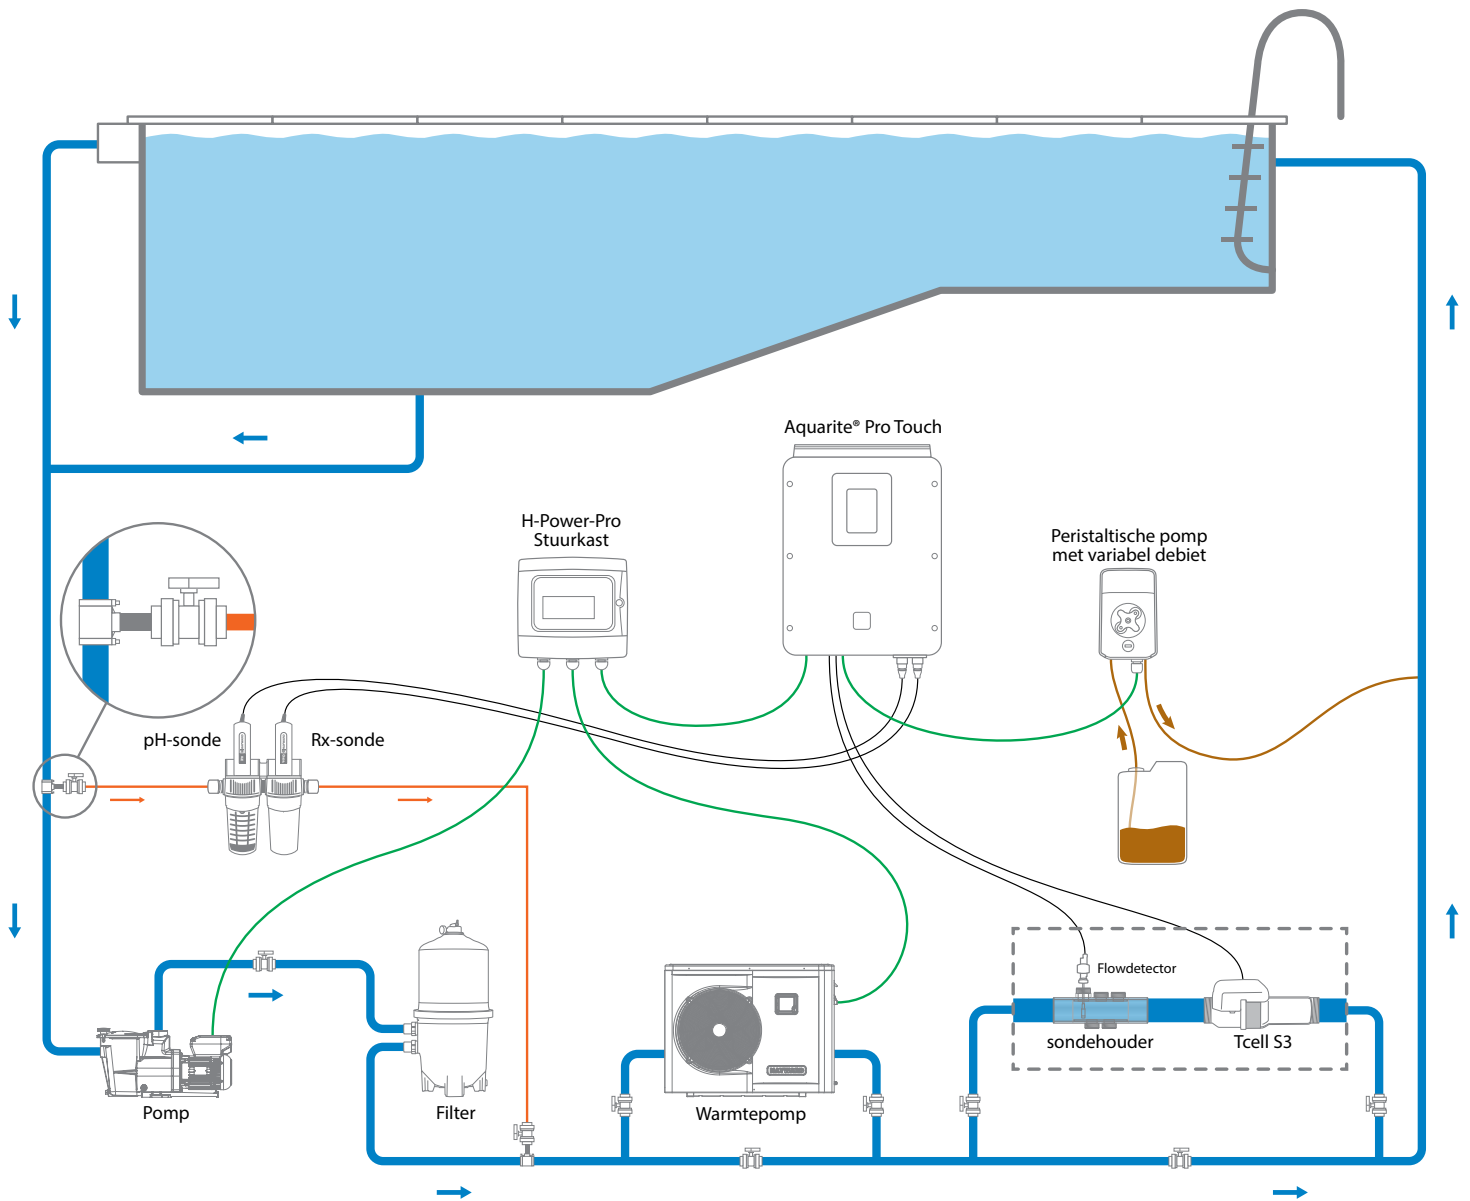 Aquarite® Pro Touch
H-Power-Pro
Stuurkast
Peristaltische pomp
met variabel debiet
pH-sonde
Rx-sonde
Flowdetector
sondehouder
Tcell S3
Pomp
Filter
HAYWARD
Warmtepomp